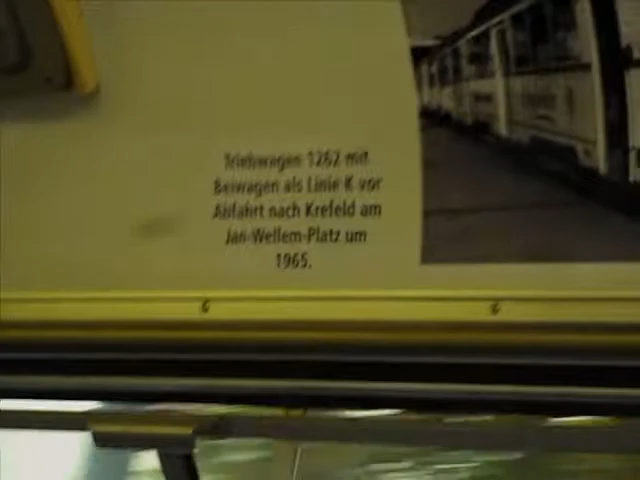 Triebwagen 1262 mit
Beiwagen als Linie K vor
Abfahrt nach Krefeld am
Jan-Wellem-Platz um
1965.